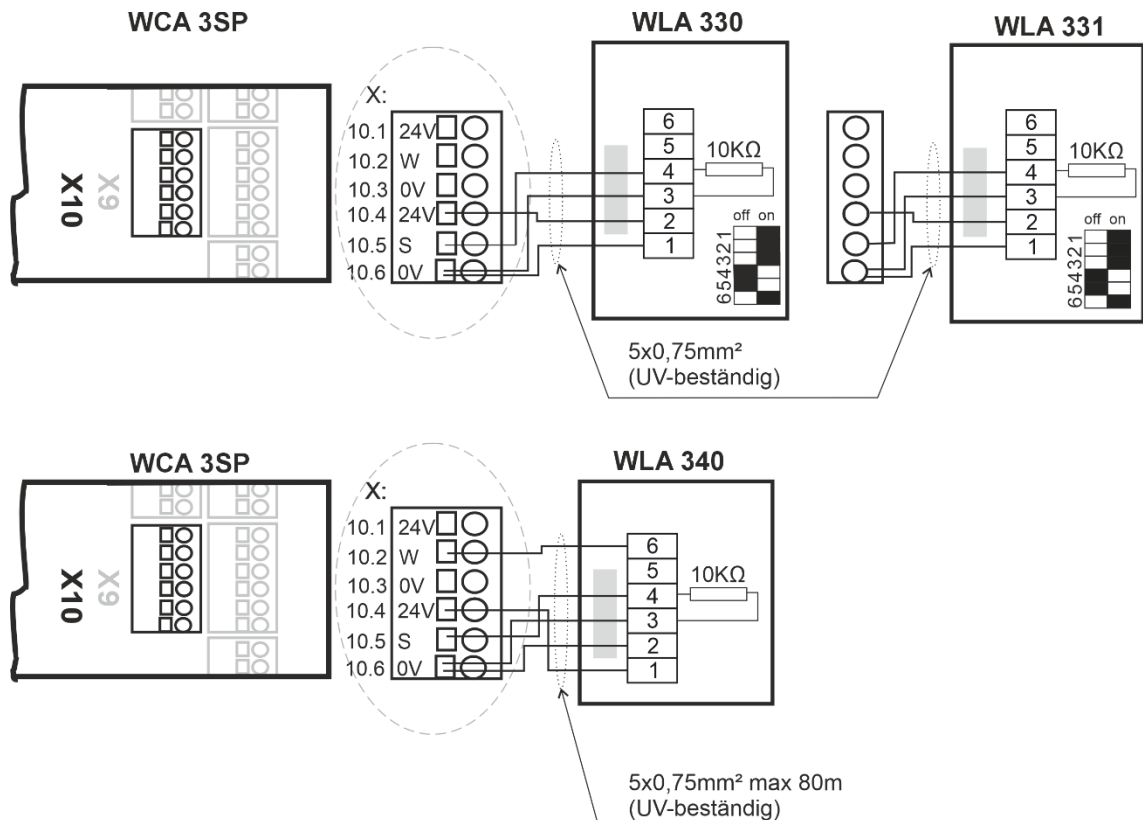 WCA 3SP
WLA 330
WLA 331
X10
X9
X:
10.1 24V
10.2 W
10.3 0V
10.4 24V
10.5 S
10.6 0V
6
5
4
3
2
1
10KΩ
off on
654321
6
5
4
3
2
1
10KΩ
off on
654321
5x0,75mm²
(UV-beständig)
WCA 3SP
WLA 340
X10
X9
X:
10.1 24V
10.2 W
10.3 0V
10.4 24V
10.5 S
10.6 0V
6
5
4
3
2
1
10KΩ
5x0,75mm² max 80m
(UV-beständig)